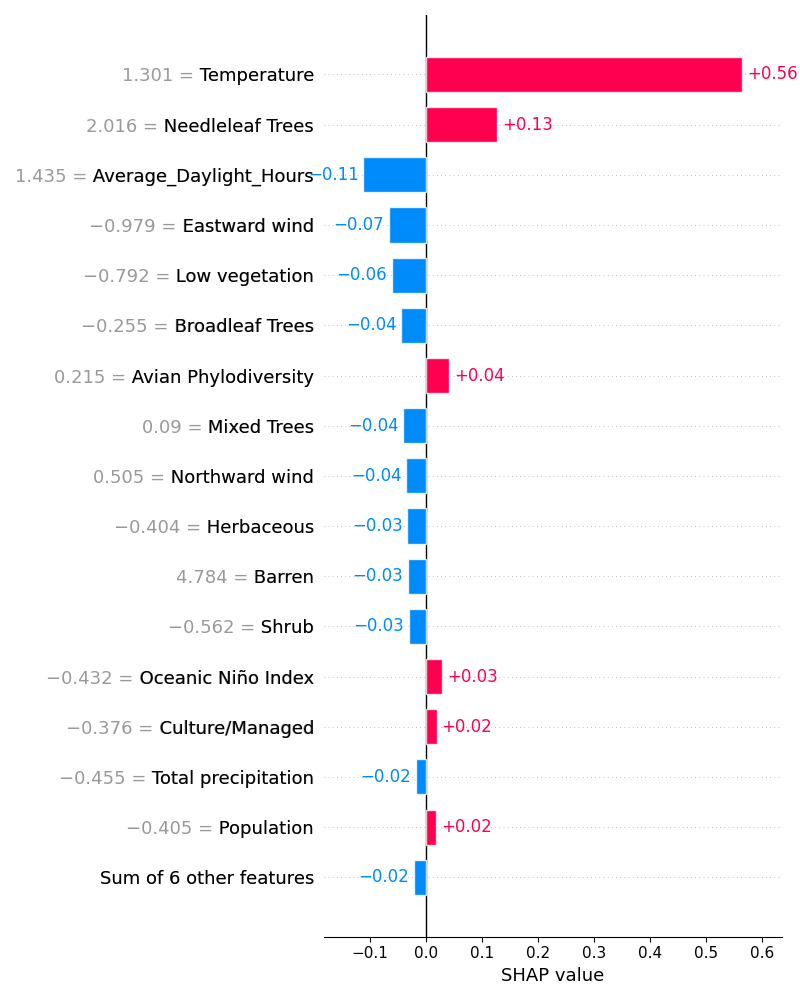 1.301 = Temperature +0.56
2.016 = Needleleaf Trees +0.13
1.435 = Average_Daylight_Hours −0.11
−0.979 = Eastward wind −0.07
−0.792 = Low vegetation −0.06
−0.255 = Broadleaf Trees −0.04
0.215 = Avian Phylodiversity +0.04
0.09 = Mixed Trees −0.04
0.505 = Northward wind −0.04
−0.404 = Herbaceous −0.03
4.784 = Barren −0.03
−0.562 = Shrub −0.03
−0.432 = Oceanic Niño Index +0.03
−0.376 = Culture/Managed +0.02
−0.455 = Total precipitation −0.02
−0.405 = Population +0.02
Sum of 6 other features −0.02
−0.1 0.0 0.1 0.2 0.3 0.4 0.5 0.6
SHAP value